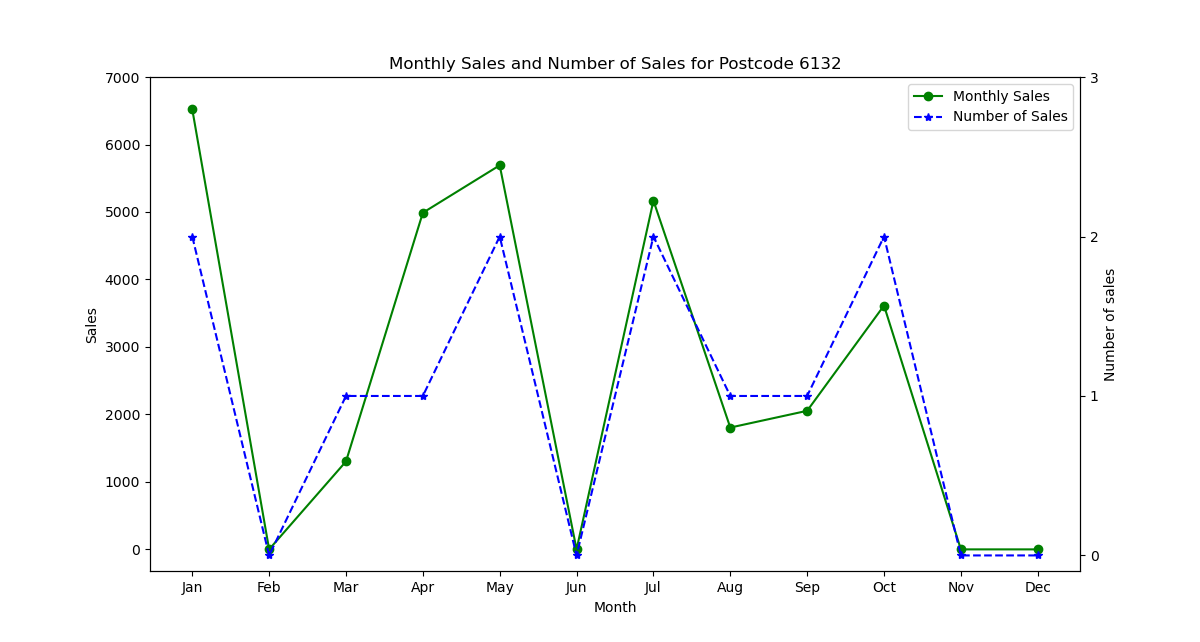 Monthly Sales and Number of Sales for Postcode 6132
7000
6000
5000
4000
3000
2000
1000
0
Sales
3
2
1
0
Number of sales
Monthly Sales
Number of Sales
Jan Feb Mar Apr May Jun Jul Aug Sep Oct Nov Dec
Month